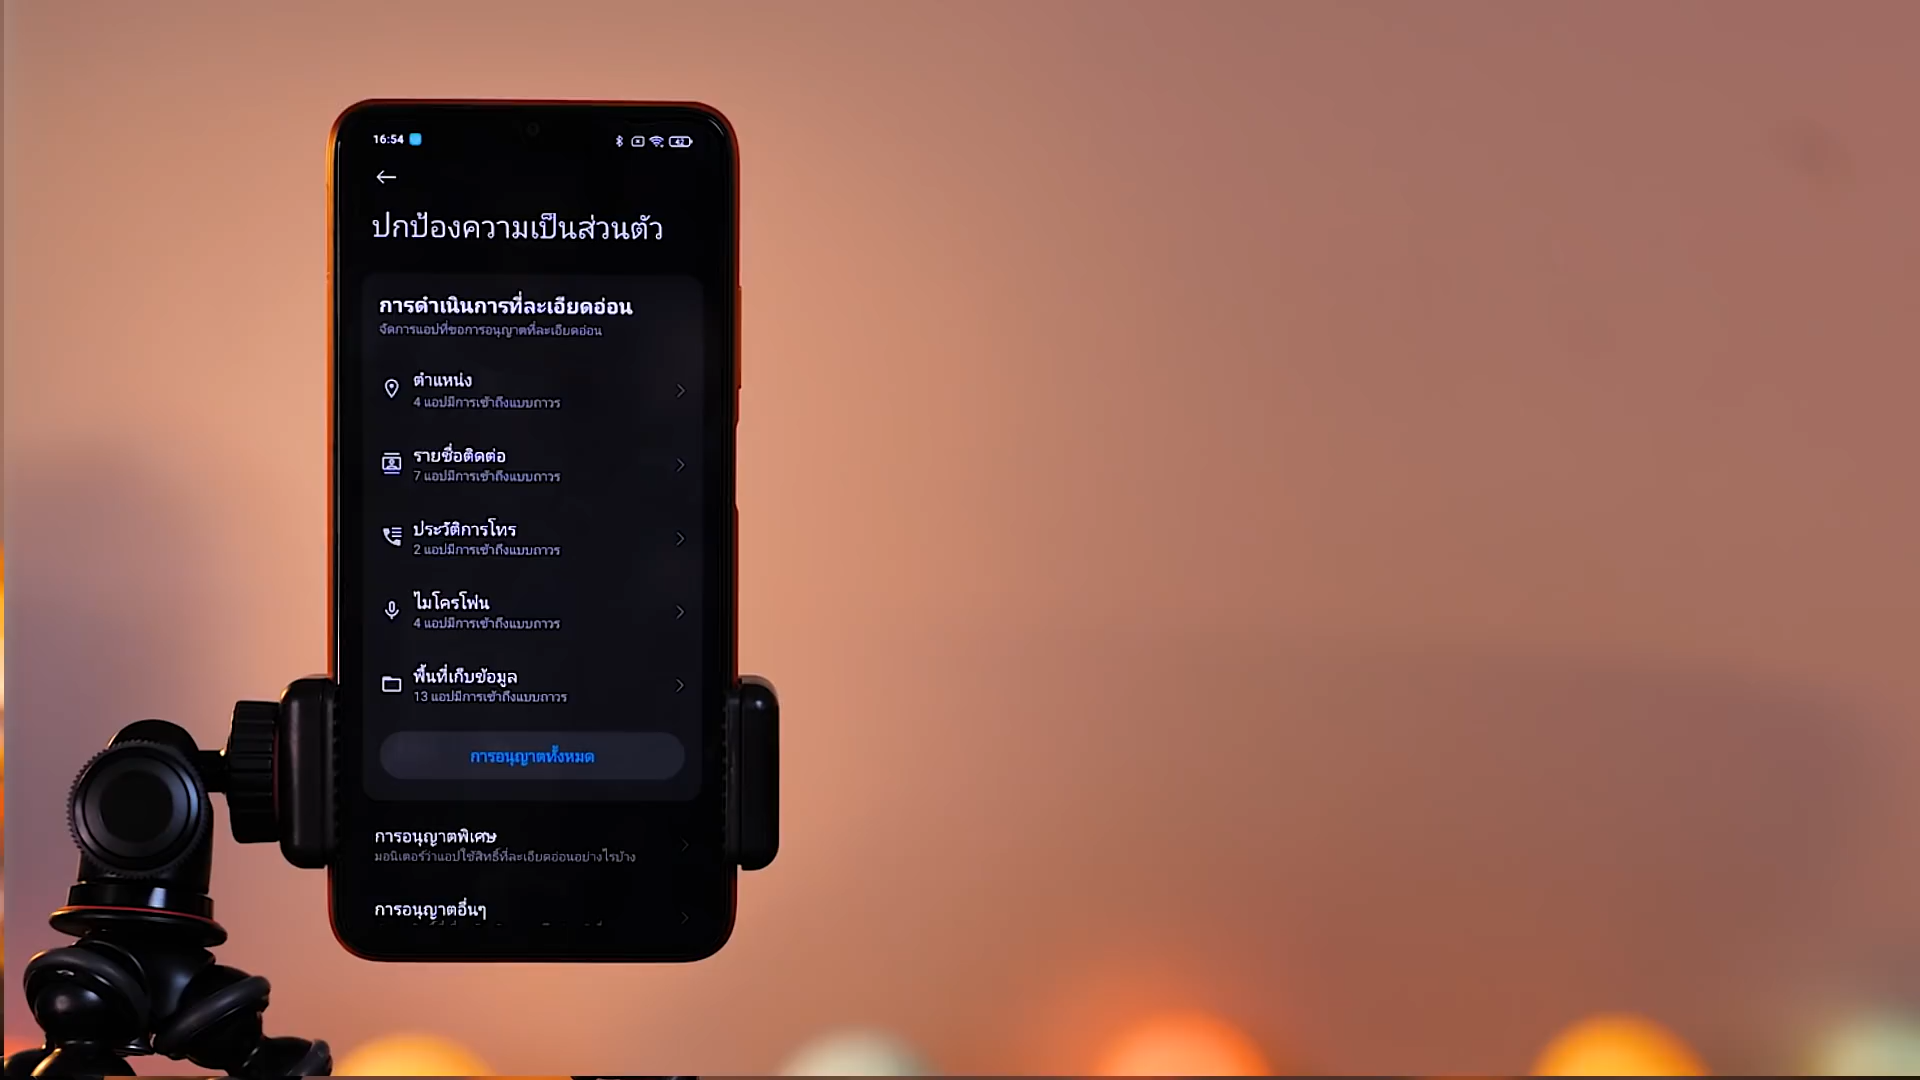 16:54
42
ปกป้องความเป็นส่วนตัว
การดำเนินการที่ละเอียดอ่อน
จัดการแอปที่ขอการอนุญาตที่ละเอียดอ่อน
ตำแหน่ง
4 แอปมีการเข้าถึงแบบถาวร
รายชื่อติดต่อ
7 แอปมีการเข้าถึงแบบถาวร
ประวัติการโทร
2 แอปมีการเข้าถึงแบบถาวร
ไมโครโฟน
4 แอปมีการเข้าถึงแบบถาวร
พื้นที่เก็บข้อมูล
13 แอปมีการเข้าถึงแบบถาวร
การอนุญาตทั้งหมด
การอนุญาตพิเศษ
มอนิเตอร์ว่าแอปใช้สิทธิ์ที่ละเอียดอ่อนอย่างไรบ้าง
การอนุญาตอื่นๆ